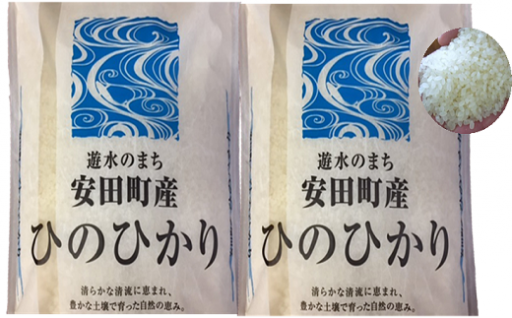 遊水のまち
安田町産
ひのひかり
清らかな清流に恵まれ、
豊かな土壌で育った自然の恵み。
遊水のまち
安田町産
ひのひかり
清らかな清流に恵まれ、
豊かな土壌で育った自然の恵み。